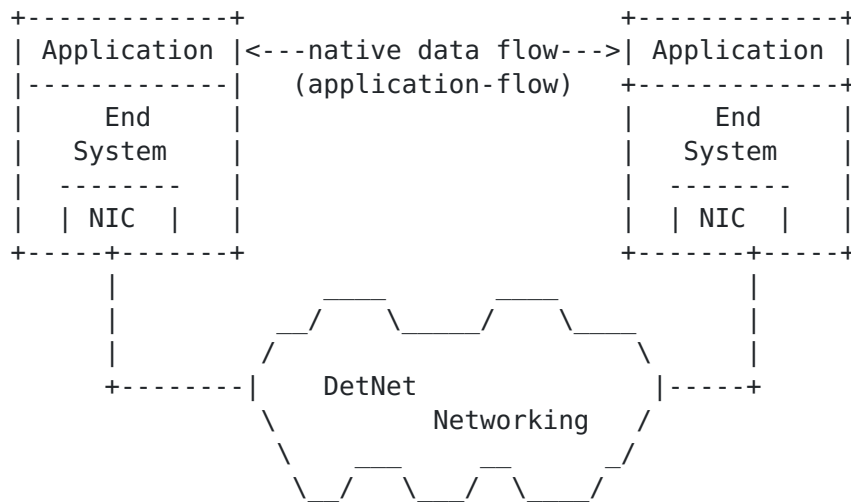 Application <---native data flow---> Application
(application-flow)
End End
System System
NIC NIC
DetNet
Networking